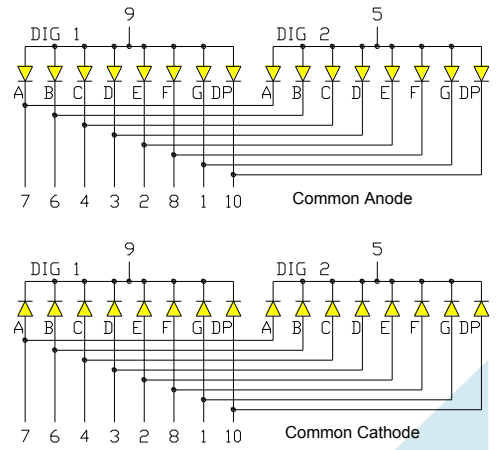 9 5
DIG 1 DIG 2
A B C D E F G DP A B C D E F G DP
7 6 4 3 2 8 1 10 Common Anode
9 5
DIG 1 DIG 2
A B C D E F G DP A B C D E F G DP
7 6 4 3 2 8 1 10 Common Cathode